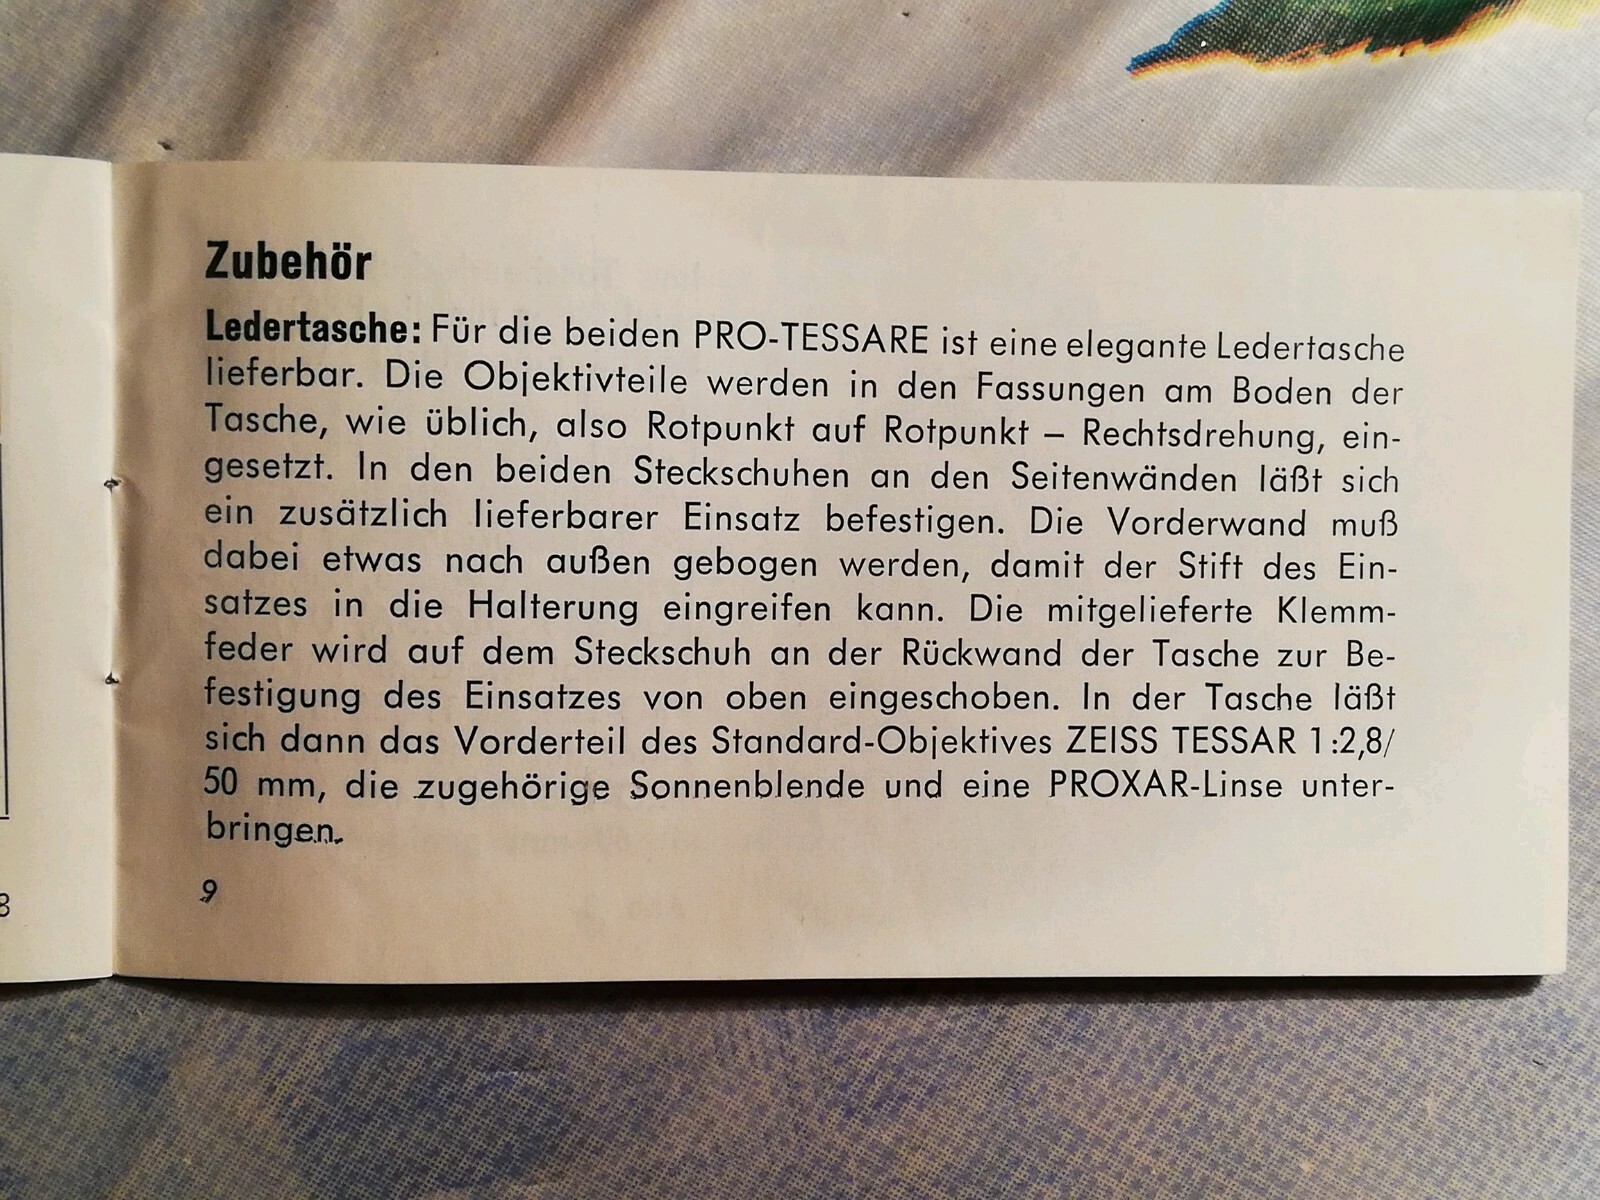 Zubehör
Ledertasche: Für die beiden PRO-TESSARE ist eine elegante Ledertasche
lieferbar. Die Objektivteile werden in den Fassungen am Boden der
Tasche, wie üblich, also Rotpunkt auf Rotpunkt – Rechtsdrehung, ein-
gesetzt. In den beiden Steckschuhen an den Seitenwänden läßt sich
ein zusätzlich lieferbarer Einsatz befestigen. Die Vorderwand muß
dabei etwas nach außen gebogen werden, damit der Stift des Ein-
satzes in die Halterung eingreifen kann. Die mitgelieferte Klemm-
feder wird auf dem Steckschuh an der Rückwand der Tasche zur Be-
festigung des Einsatzes von oben eingeschoben. In der Tasche läßt
sich dann das Vorderteil des Standard-Objektives ZEISS TESSAR 1:2,8/
50 mm, die zugehörige Sonnenblende und eine PROXAR-Linse unter-
bringen.
9
8